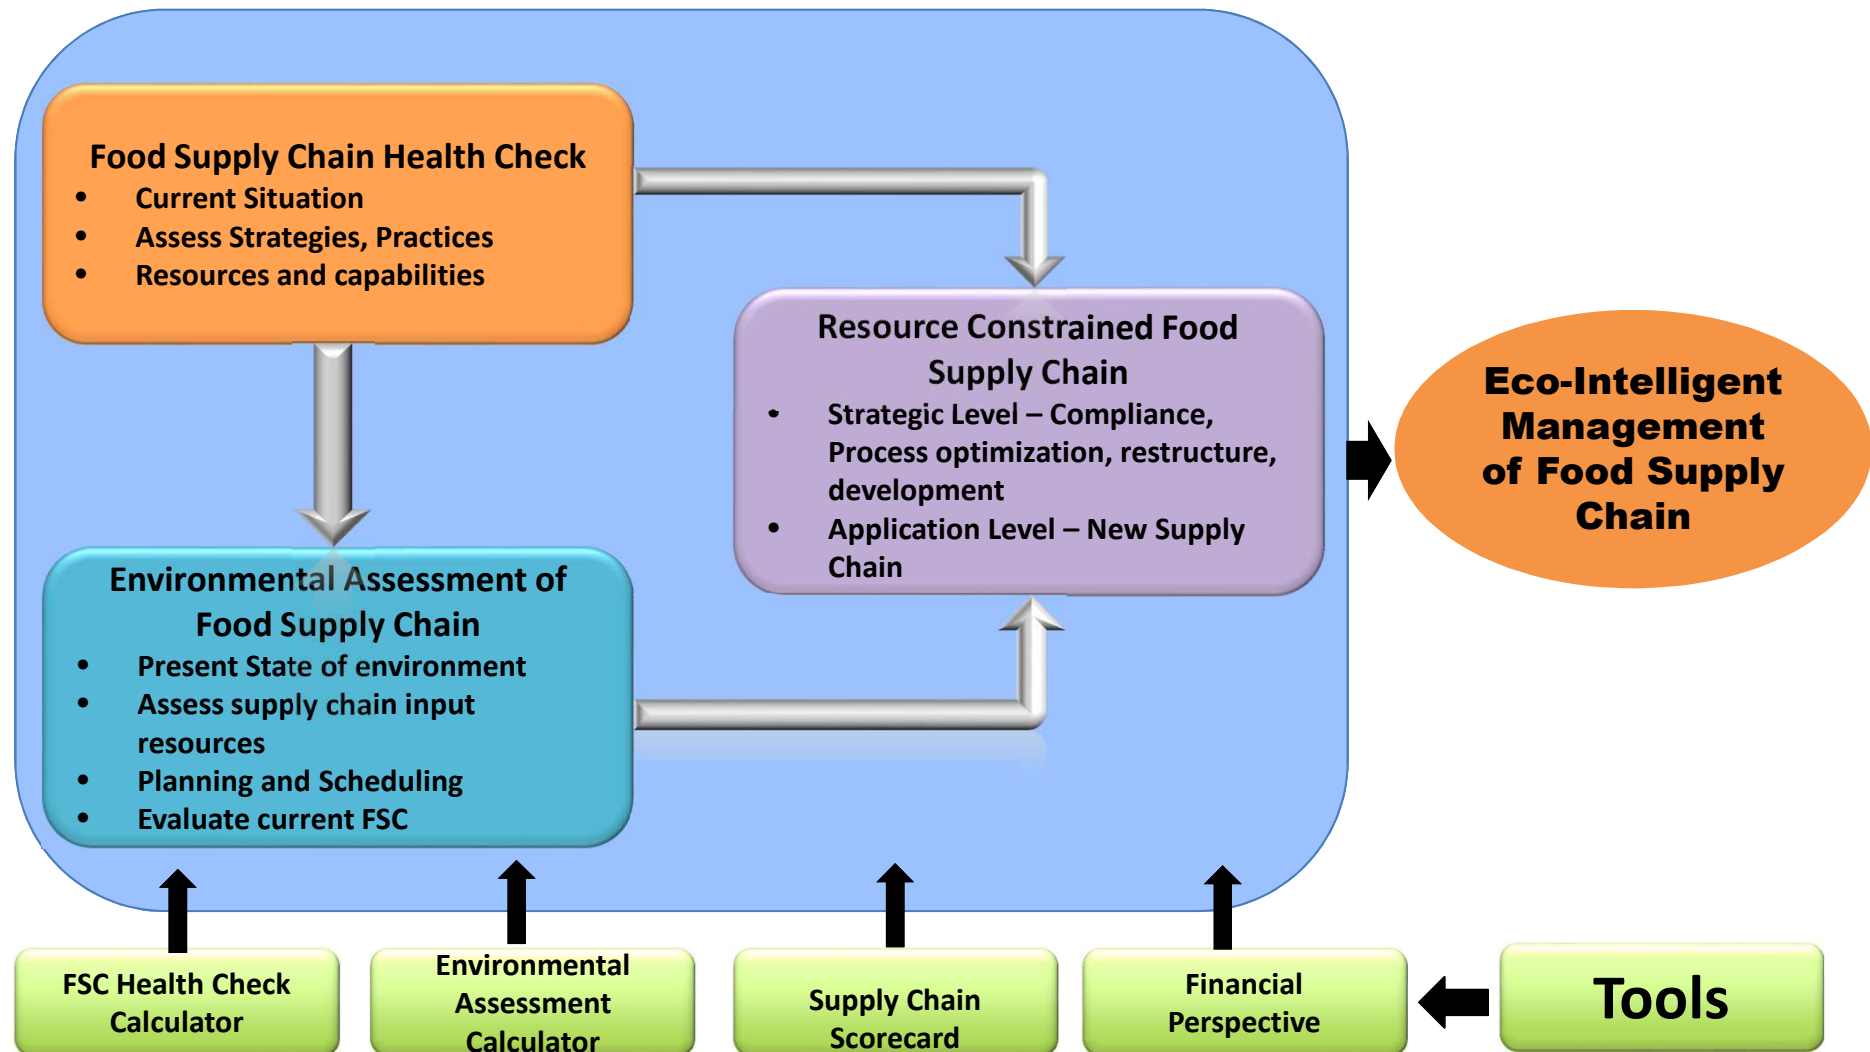 Food Supply Chain Health Check
• Current Situation
• Assess Strategies, Practices
• Resources and capabilities
Resource Constrained Food
Supply Chain
• Strategic Level – Compliance,
Process optimization, restructure,
development
• Application Level – New Supply
Chain
Eco-Intelligent
Management
of Food Supply
Chain
Environmental Assessment of
Food Supply Chain
• Present State of environment
• Assess supply chain input
resources
• Planning and Scheduling
• Evaluate current FSC
FSC Health Check
Calculator
Environmental
Assessment
Calculator
Supply Chain
Scorecard
Financial
Perspective
Tools